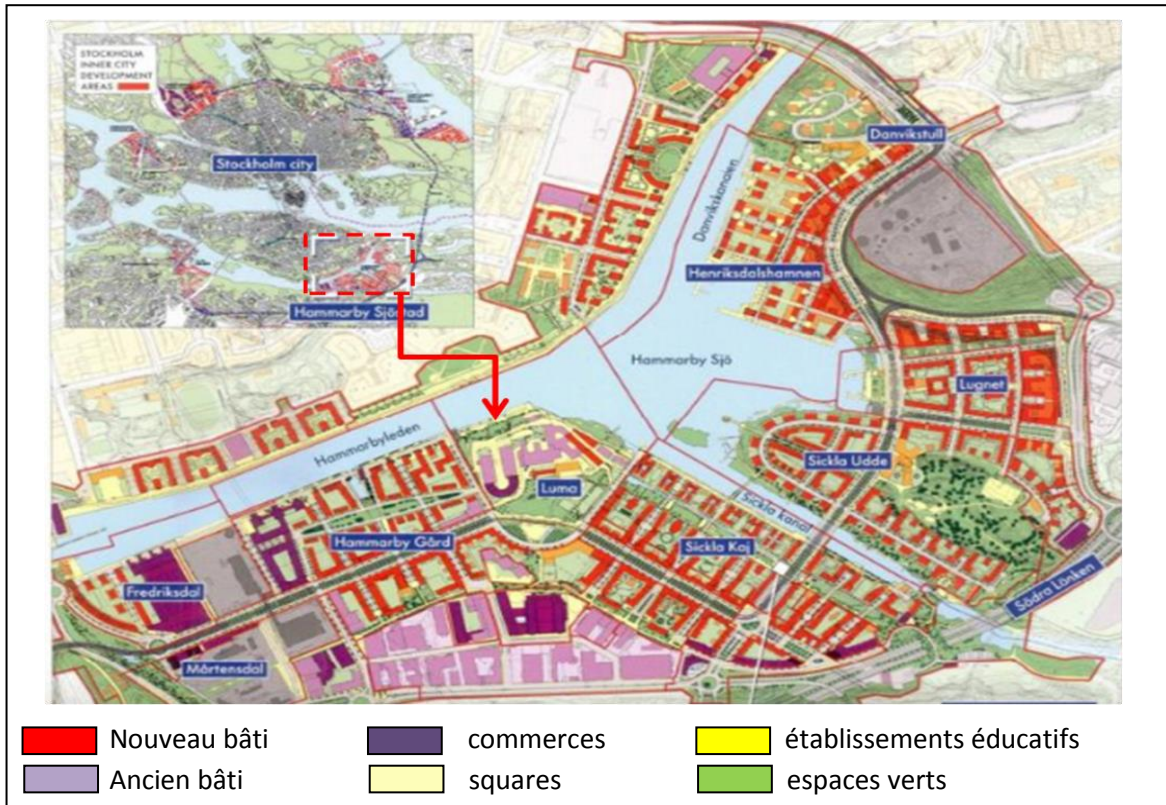 STOCKHOLM
INNER CITY
DEVELOPMENT
AREAS
Stockholm city
Hammarby Sjöstad
Danvikstull
Danvikskanalen
Henriksdalshamnen
Hammarby Sjö
Lugnet
Hammarbyleden
Sickla Udde
Luma
Sickla kanal
Hammarby Gård
Sickla Kaj
Fredriksdal
Södra Länken
Mårtensdal
Nouveau bâti
commerces
établissements éducatifs
Ancien bâti
squares
espaces verts